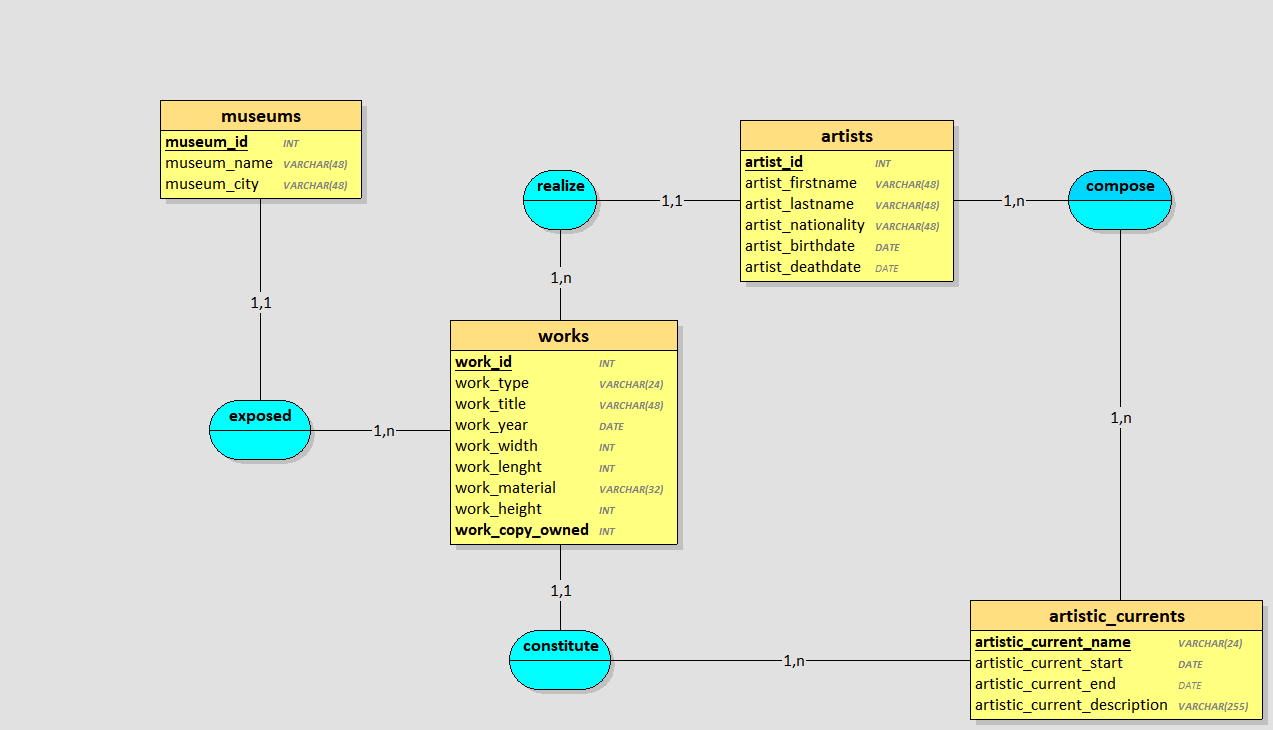 museums
museum_id INT
museum_name VARCHAR(48)
museum_city VARCHAR(48)
artists
artist_id INT
artist_firstname VARCHAR(48)
artist_lastname VARCHAR(48)
artist_nationality VARCHAR(48)
artist_birthdate DATE
artist_deathdate DATE
realize
1,1
1,n
compose
1,n
1,1
works
work_id INT
work_type VARCHAR(24)
work_title VARCHAR(48)
work_year DATE
work_width INT
work_lenght INT
work_material VARCHAR(32)
work_height INT
work_copy_owned INT
exposed
1,n
1,n
1,1
constitute
1,n
artistic_currents
artistic_current_name VARCHAR(24)
artistic_current_start DATE
artistic_current_end DATE
artistic_current_description VARCHAR(255)